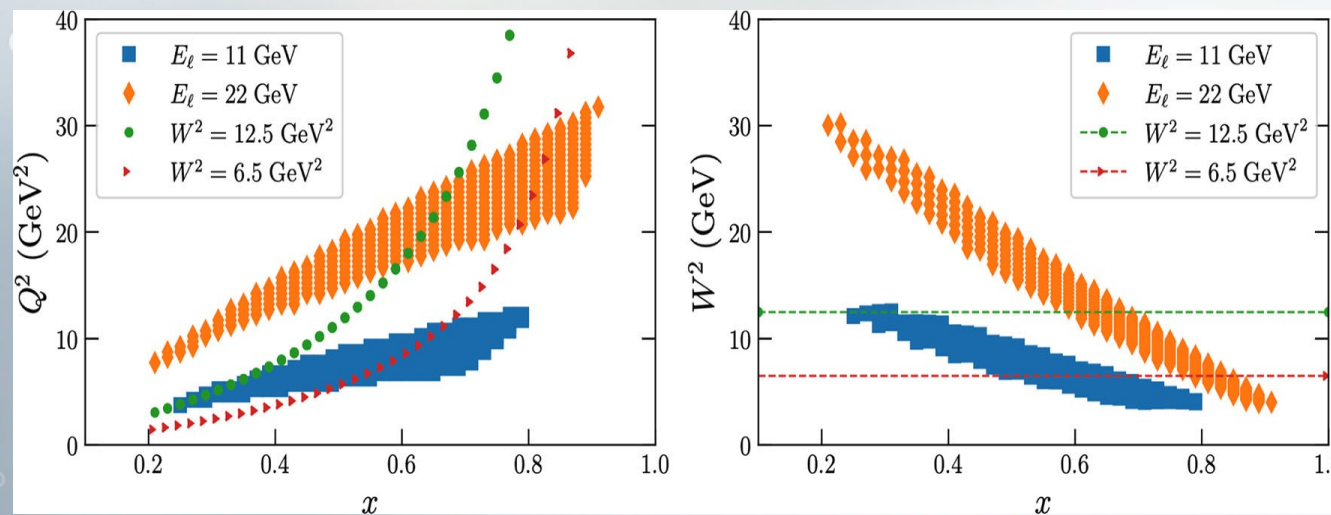 40
30
20
10
0
Q² (GeV²)
E_ℓ = 11 GeV
E_ℓ = 22 GeV
W² = 12.5 GeV²
W² = 6.5 GeV²
0.2 0.4 0.6 0.8 1.0
x
40
30
20
10
0
W² (GeV)
E_ℓ = 11 GeV
E_ℓ = 22 GeV
W² = 12.5 GeV²
W² = 6.5 GeV²
0.2 0.4 0.6 0.8 1.
x